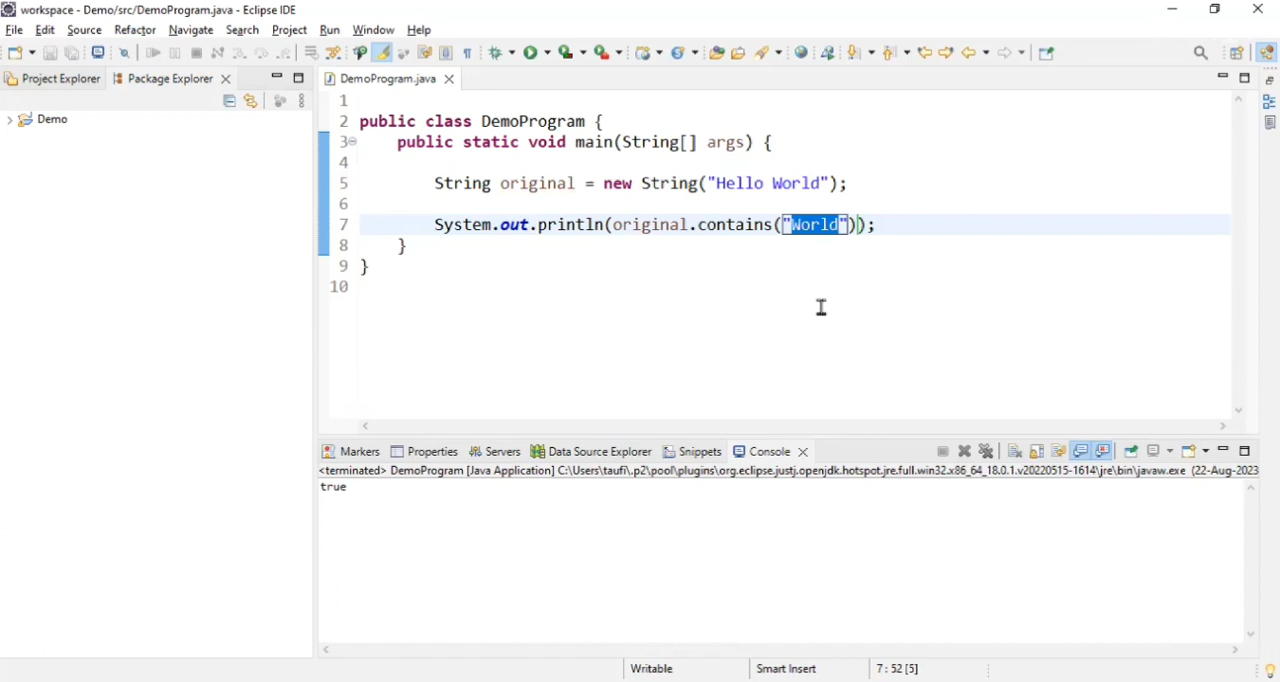 workspace - Demo/src/DemoProgram.java - Eclipse IDE
File Edit Source Refactor Navigate Search Project Run Window Help
Project Explorer Package Explorer DemoProgram.java
Demo
1
2 public class DemoProgram {
3 public static void main(String[] args) {
4
5 String original = new String("Hello World");
6
7 System.out.println(original.contains("World"));
8 }
9 }
10
Markers Properties Servers Data Source Explorer Snippets Console
<terminated> DemoProgram [Java Application] C:\Users\taufi\.p2\pool\plugins\org.eclipse.justj.openjdk.hotspot.jre.full.win32.x86_64_18.0.1.v20220515-1614\jre\bin\javaw.exe (22-Aug-2023
true
Writable Smart Insert 7 : 52 [5]